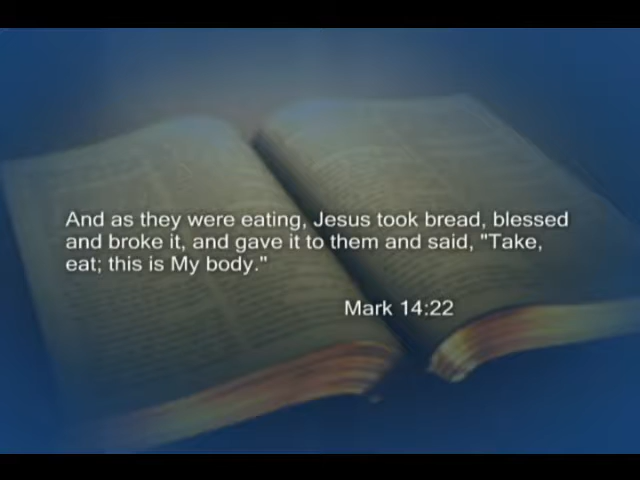 And as they were eating, Jesus took bread, blessed
and broke it, and gave it to them and said, "Take,
eat; this is My body."
Mark 14:22